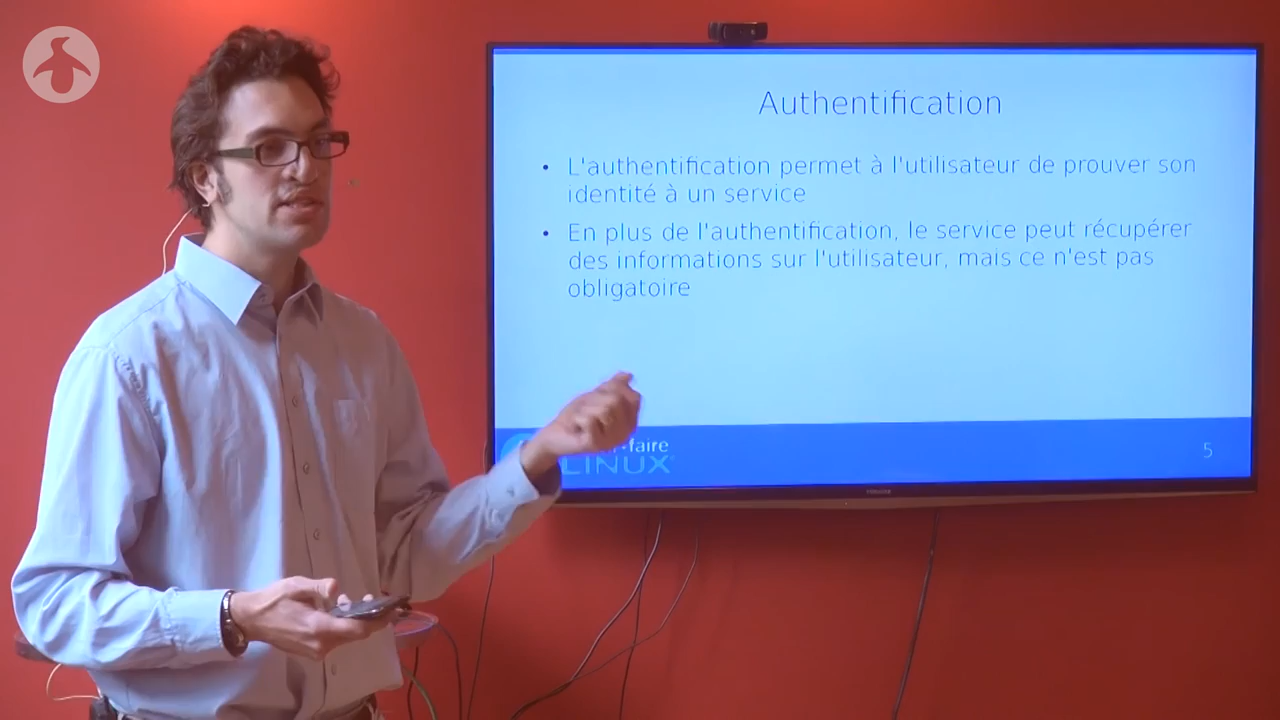 Authentification
• L'authentification permet à l'utilisateur de prouver son
identité à un service
• En plus de l'authentification, le service peut récupérer
des informations sur l'utilisateur, mais ce n'est pas
obligatoire
faire
LINUX
5